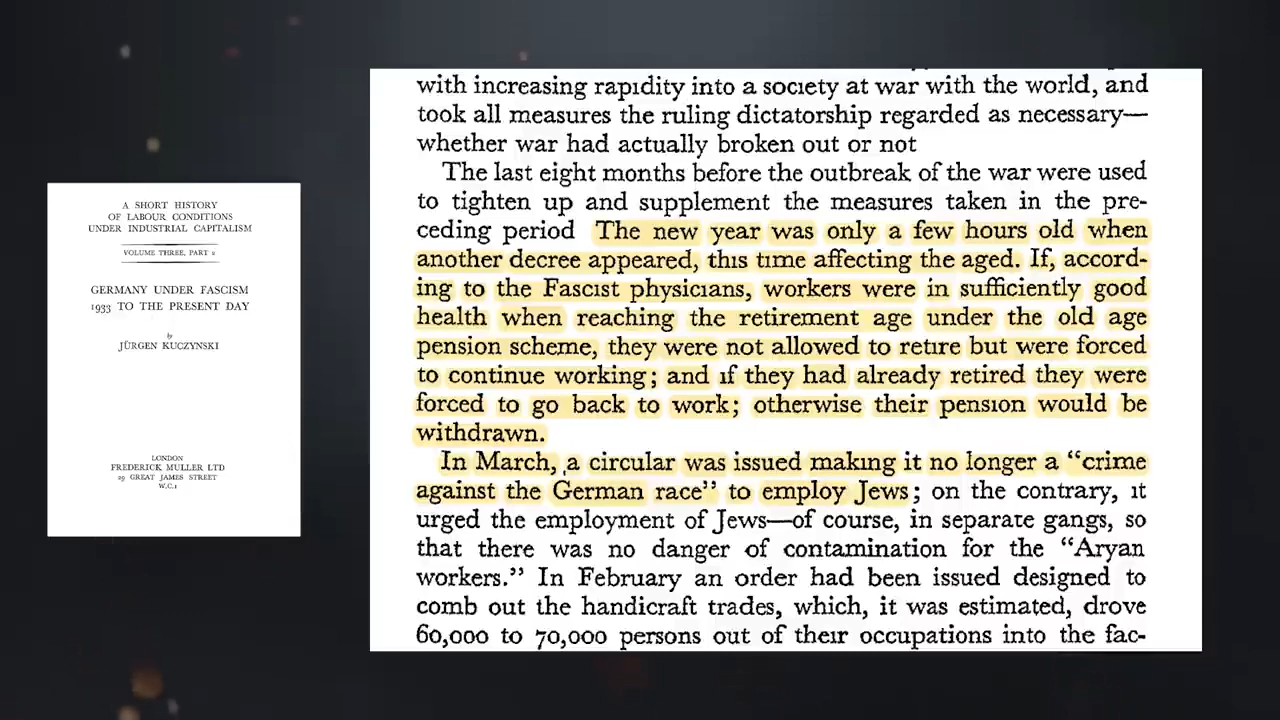 A SHORT HISTORY
OF LABOUR CONDITIONS
UNDER INDUSTRIAL CAPITALISM
VOLUME THREE, PART 2
GERMANY UNDER FASCISM
1933 TO THE PRESENT DAY
by
JÜRGEN KUCZYNSKI
LONDON
FREDERICK MULLER LTD
29 GREAT JAMES STREET
W.C.1
with increasing rapidity into a society at war with the world, and
took all measures the ruling dictatorship regarded as necessary—
whether war had actually broken out or not
The last eight months before the outbreak of the war were used
to tighten up and supplement the measures taken in the pre-
ceding period The new year was only a few hours old when
another decree appeared, this time affecting the aged. If, accord-
ing to the Fascist physicians, workers were in sufficiently good
health when reaching the retirement age under the old age
pension scheme, they were not allowed to retire but were forced
to continue working; and if they had already retired they were
forced to go back to work; otherwise their pension would be
withdrawn.
In March, a circular was issued making it no longer a “crime
against the German race” to employ Jews; on the contrary, it
urged the employment of Jews—of course, in separate gangs, so
that there was no danger of contamination for the “Aryan
workers.” In February an order had been issued designed to
comb out the handicraft trades, which, it was estimated, drove
60,000 to 70,000 persons out of their occupations into the fac-